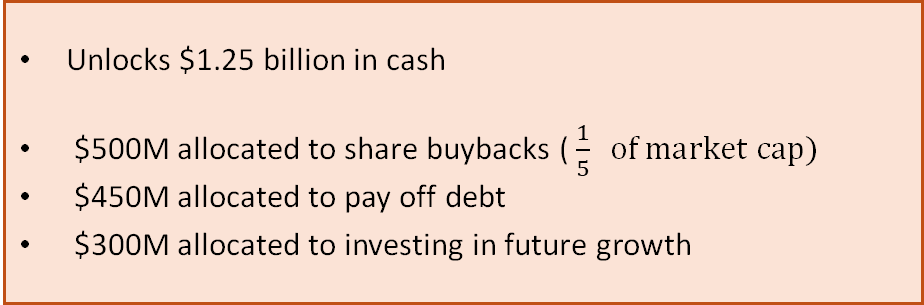 • Unlocks $1.25 billion in cash
• $500M allocated to share buybacks ( 1/5 of market cap)
• $450M allocated to pay off debt
• $300M allocated to investing in future growth